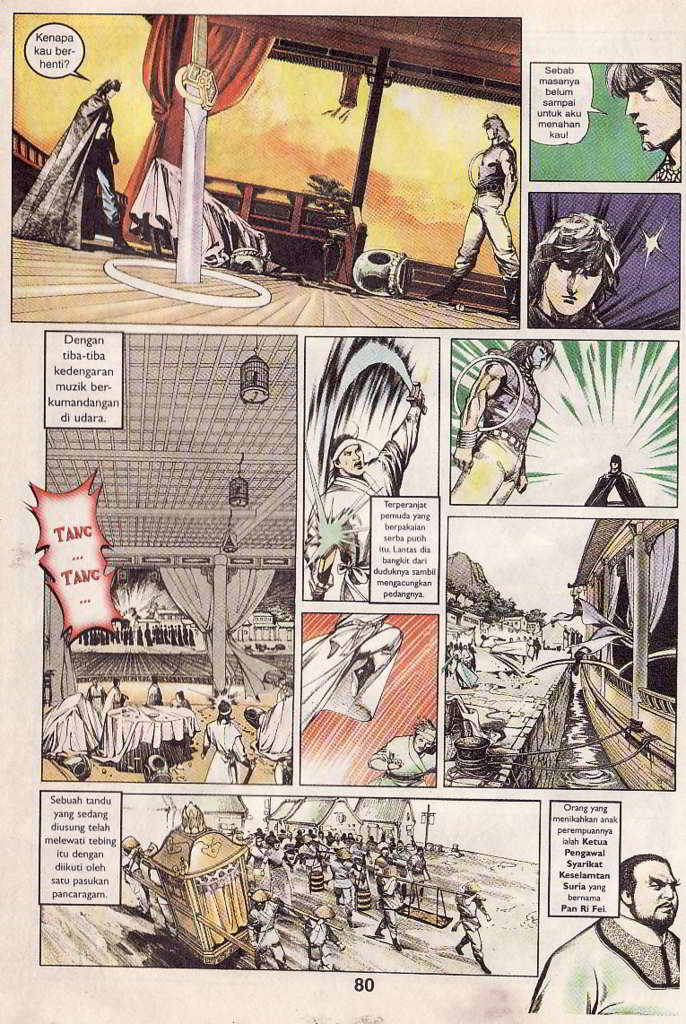 Kenapa
kau ber-
henti?
Sebab
masanya
belum
sampai
untuk aku
menahan
kau!
Dengan
tiba-tiba
kedengaran
muzik ber-
kumandangan
di udara.
TANG
...
TANG
...
Terperanjat
pemuda yang
berpakaian
serba putih
itu. Lantas dia
bangkit dari
duduknya sambil
mengacungkan
pedangnya.
Sebuah tandu
yang sedang
diusung telah
melewati tebing
itu dengan
diikuti oleh
satu pasukan
pancaragam.
Orang yang
menikahkan anak
perempuannya
ialah Ketua
Pengawal
Syarikat
Keselamtan
Suria yang
bernama
Pan Ri Fei.
80